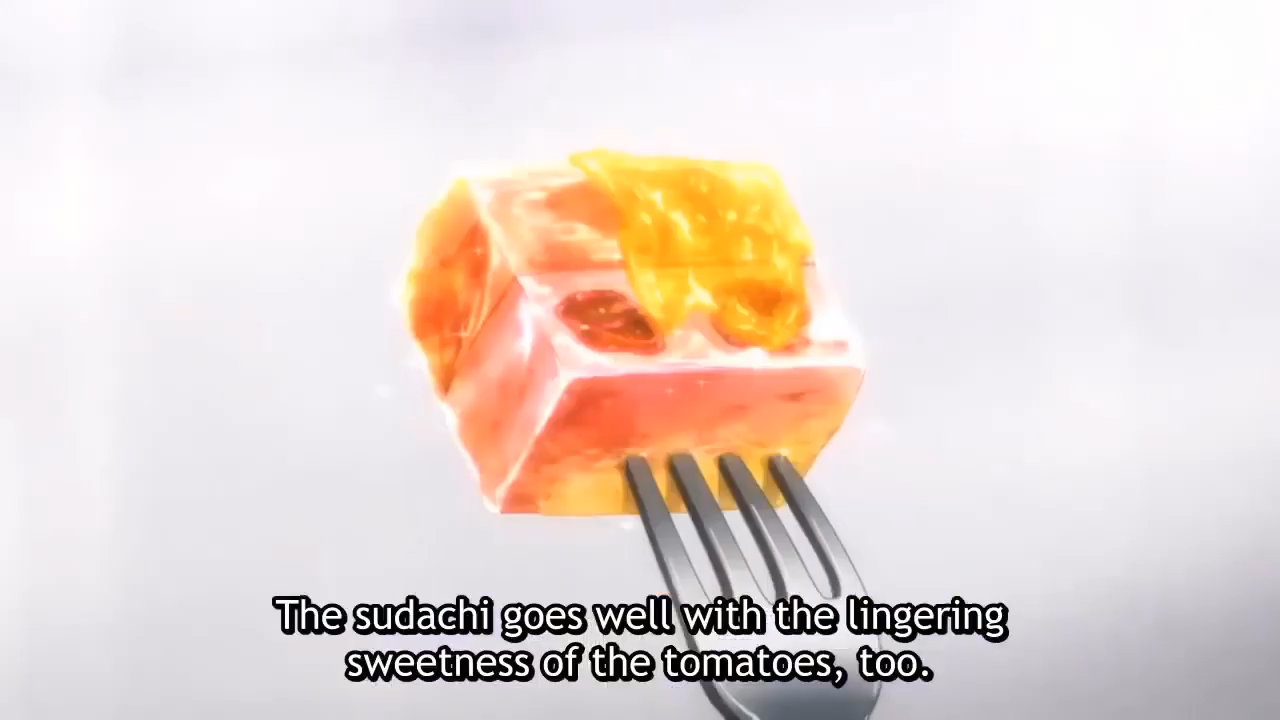 The sudachi goes well with the lingering
sweetness of the tomatoes, too.